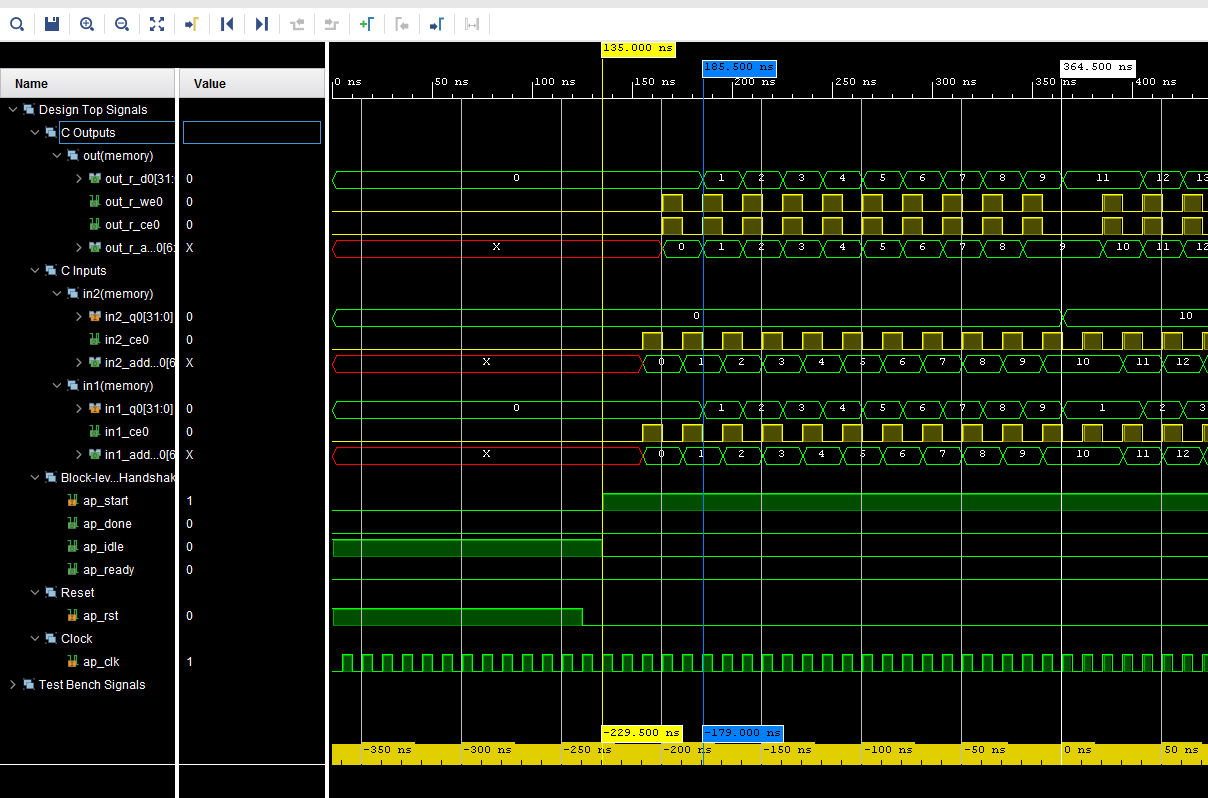 135.000 ns
185.500 ns
364.500 ns
Name Value
0 ns 50 ns 100 ns 150 ns 200 ns 250 ns 300 ns 350 ns 400 ns
Design Top Signals
C Outputs
out(memory)
out_r_d0[31: 0 0 1 2 3 4 5 6 7 8 9 11 12 13
out_r_we0 0
out_r_ce0 0
out_r_a...0[6: X X 0 1 2 3 4 5 6 7 8 9 10 11 12
C Inputs
in2(memory)
in2_q0[31:0] 0 0 10
in2_ce0 0
in2_add...0[6 X X 0 1 2 3 4 5 6 7 8 9 10 11 12
in1(memory)
in1_q0[31:0] 0 0 1 2 3 4 5 6 7 8 9 1 2 3
in1_ce0 0
in1_add...0[6 X X 0 1 2 3 4 5 6 7 8 9 10 11 12
Block-lev...Handshak
ap_start 1
ap_done 0
ap_idle 0
ap_ready 0
Reset
ap_rst 0
Clock
ap_clk 1
Test Bench Signals
-229.500 ns -179.000 ns
-350 ns -300 ns -250 ns -200 ns -150 ns -100 ns -50 ns 0 ns 50 ns